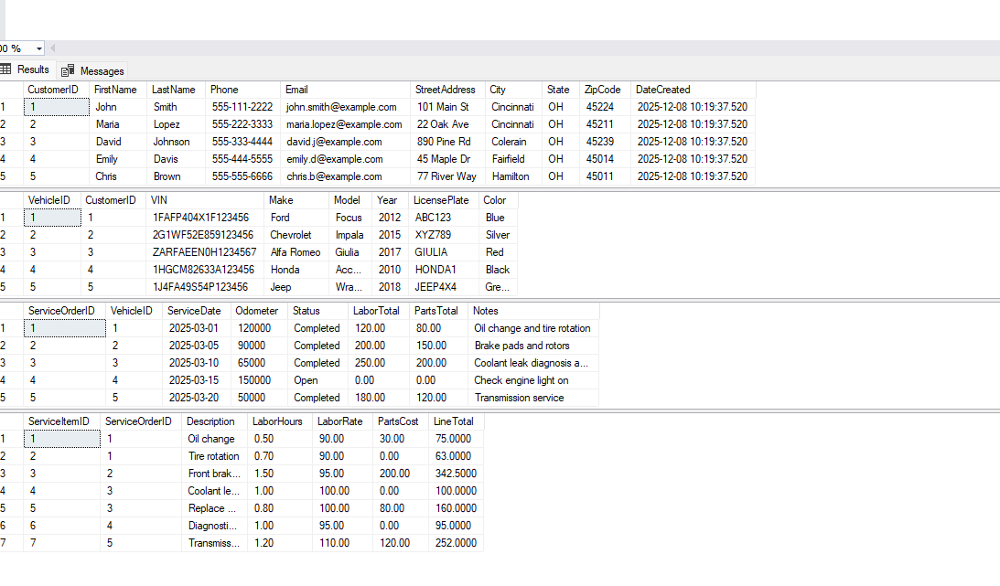 00 %
Results Messages
CustomerID FirstName LastName Phone Email StreetAddress City State ZipCode DateCreated
1 1 John Smith 555-111-2222 john.smith@example.com 101 Main St Cincinnati OH 45224 2025-12-08 10:19:37.520
2 2 Maria Lopez 555-222-3333 maria.lopez@example.com 22 Oak Ave Cincinnati OH 45211 2025-12-08 10:19:37.520
3 3 David Johnson 555-333-4444 david.j@example.com 890 Pine Rd Colerain OH 45239 2025-12-08 10:19:37.520
4 4 Emily Davis 555-444-5555 emily.d@example.com 45 Maple Dr Fairfield OH 45014 2025-12-08 10:19:37.520
5 5 Chris Brown 555-555-6666 chris.b@example.com 77 River Way Hamilton OH 45011 2025-12-08 10:19:37.520
VehicleID CustomerID VIN Make Model Year LicensePlate Color
1 1 1 1FAFP404X1F123456 Ford Focus 2012 ABC123 Blue
2 2 2 2G1WF52E859123456 Chevrolet Impala 2015 XYZ789 Silver
3 3 3 ZARFAEEN0H1234567 Alfa Romeo Giulia 2017 GIULIA Red
4 4 4 1HGCM82633A123456 Honda Acc... 2010 HONDA1 Black
5 5 5 1J4FA49S54P123456 Jeep Wra... 2018 JEEP4X4 Gre...
ServiceOrderID VehicleID ServiceDate Odometer Status LaborTotal PartsTotal Notes
1 1 1 2025-03-01 120000 Completed 120.00 80.00 Oil change and tire rotation
2 2 2 2025-03-05 90000 Completed 200.00 150.00 Brake pads and rotors
3 3 3 2025-03-10 65000 Completed 250.00 200.00 Coolant leak diagnosis a...
4 4 4 2025-03-15 150000 Open 0.00 0.00 Check engine light on
5 5 5 2025-03-20 50000 Completed 180.00 120.00 Transmission service
ServiceItemID ServiceOrderID Description LaborHours LaborRate PartsCost LineTotal
1 1 1 Oil change 0.50 90.00 30.00 75.0000
2 2 1 Tire rotation 0.70 90.00 0.00 63.0000
3 3 2 Front brak... 1.50 95.00 200.00 342.5000
4 4 3 Coolant le... 1.00 100.00 0.00 100.0000
5 5 3 Replace ... 0.80 100.00 80.00 160.0000
6 6 4 Diagnosti... 1.00 95.00 0.00 95.0000
7 7 5 Transmiss... 1.20 110.00 120.00 252.0000